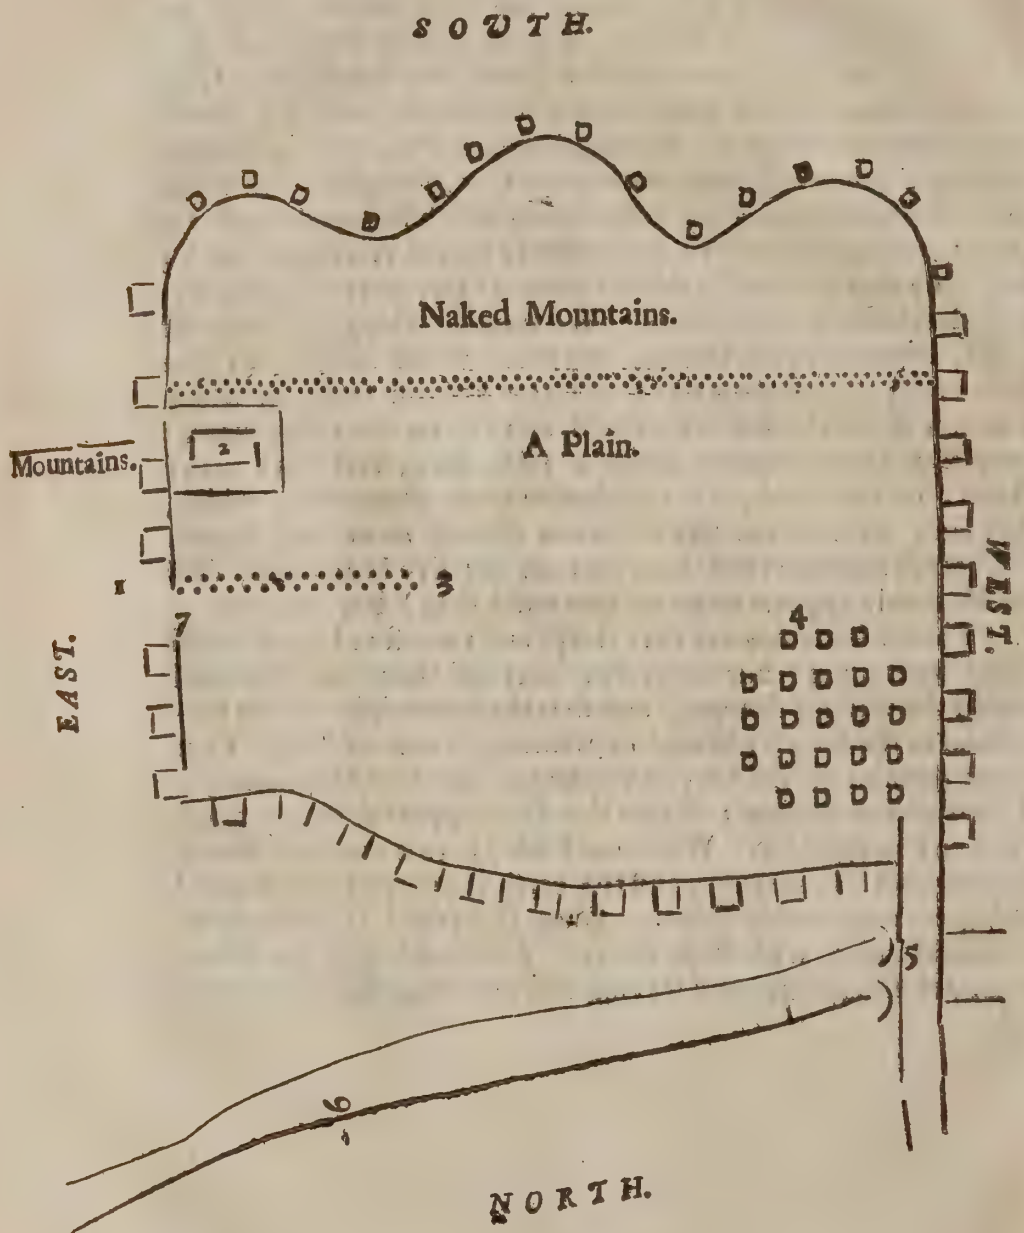 SOUTH.
Naked Mountains.
A Plain.
2
Mountains.
1
3
7
4
WEST.
EAST.
5
6
NORTH.